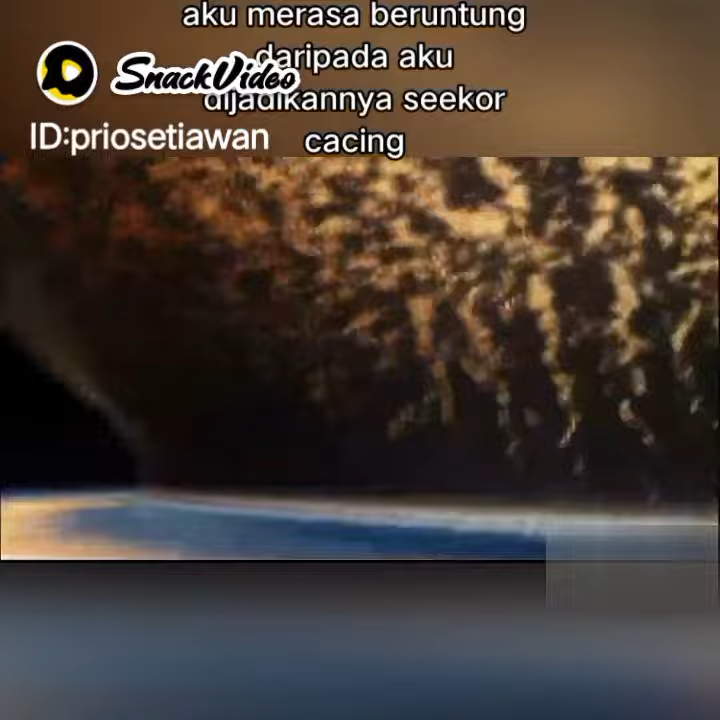 aku merasa beruntung
daripada aku
SnackVideo
dijadikannya seekor
ID:priosetiawan
cacing